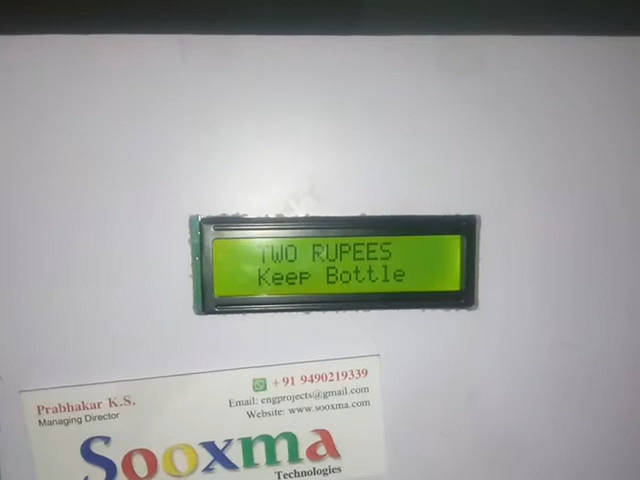 TWO RUPEES
Keep Bottle
Prabhakar K.S.
Managing Director
+91 9490219339
Email: engprojects@gmail.com
Website: www.sooxma.com
Sooxma
Technologies